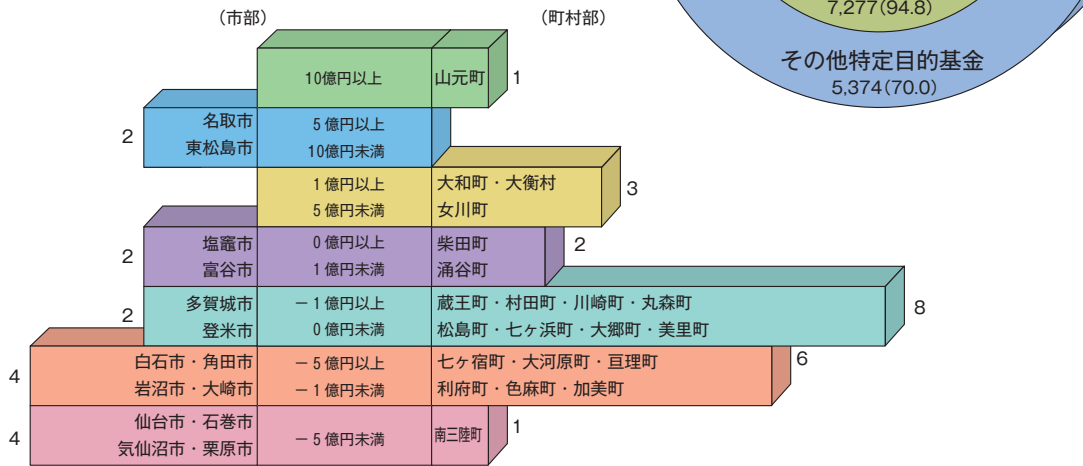 7,277(94.8)
その他特定目的基金
5,374(70.0)
(市部)
(町村部)
10億円以上
山元町
1
2
名取市
東松島市
5億円以上
10億円未満
1億円以上
5億円未満
大和町・大衡村
女川町
3
2
塩竈市
富谷市
0億円以上
1億円未満
柴田町
涌谷町
2
2
多賀城市
登米市
−1億円以上
0億円未満
蔵王町・村田町・川崎町・丸森町
松島町・七ヶ浜町・大郷町・美里町
8
4
白石市・角田市
岩沼市・大崎市
−5億円以上
−1億円未満
七ヶ宿町・大河原町・亘理町
利府町・色麻町・加美町
6
4
仙台市・石巻市
気仙沼市・栗原市
−5億円未満
南三陸町
1